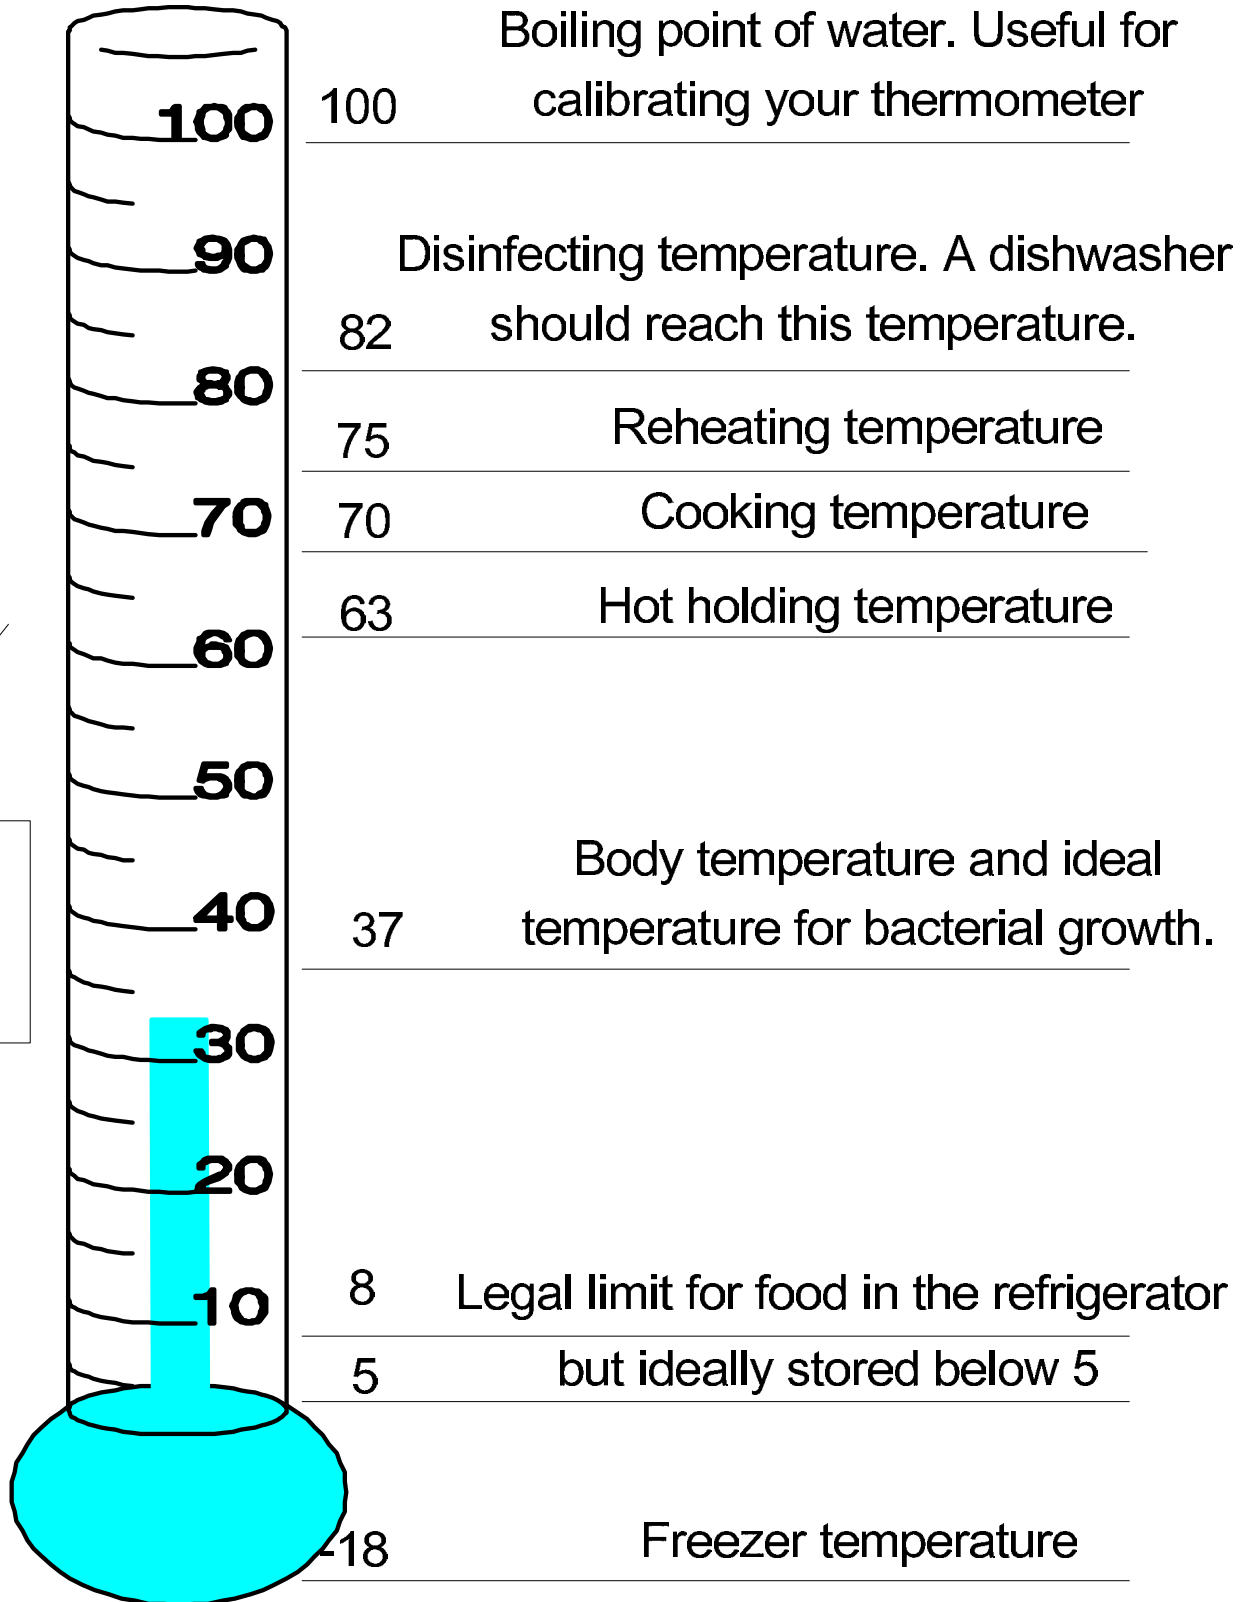 Boiling point of water. Useful for
100 100 calibrating your thermometer
90 Disinfecting temperature. A dishwasher
82 should reach this temperature.
80
75 Reheating temperature
70 70 Cooking temperature
63 Hot holding temperature
60
50
Body temperature and ideal
40 37 temperature for bacterial growth.
30
20
10 8 Legal limit for food in the refrigerator
5 but ideally stored below 5
-18 Freezer temperature